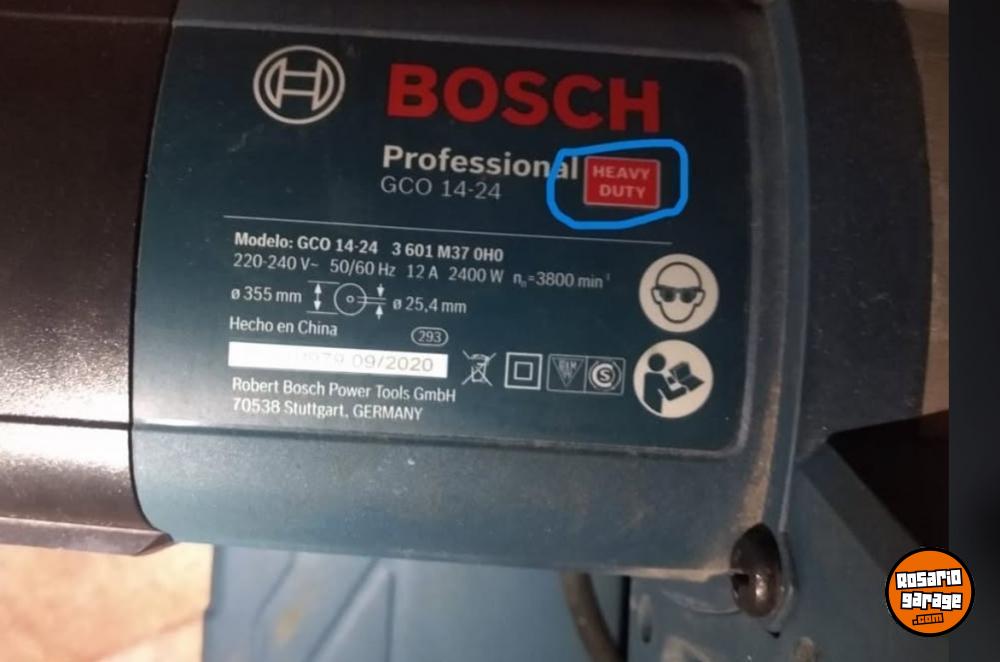 BOSCH
Professional HEAVY DUTY
GCO 14-24
Modelo: GCO 14-24 3 601 M37 0H0
220-240 V~ 50/60 Hz 12 A 2400 W n₀=3800 min⁻¹
ø 355 mm ø 25,4 mm
Hecho en China 293
09/2020
Robert Bosch Power Tools GmbH
70538 Stuttgart, GERMANY
Rosario
garage
.com